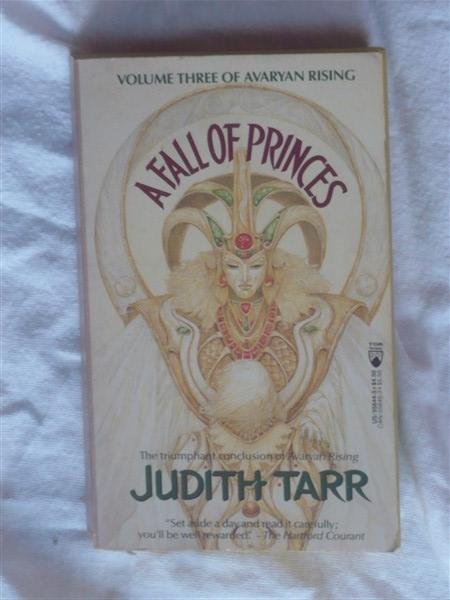 VOLUME THREE OF AVARYAN RISING
A FALL OF PRINCES
TOR
The triumphant conclusion of Avaryan Rising
JUDITH TARR
"Set aside a day and read it carefully;
you'll be well rewarded." –The Hartford Courant